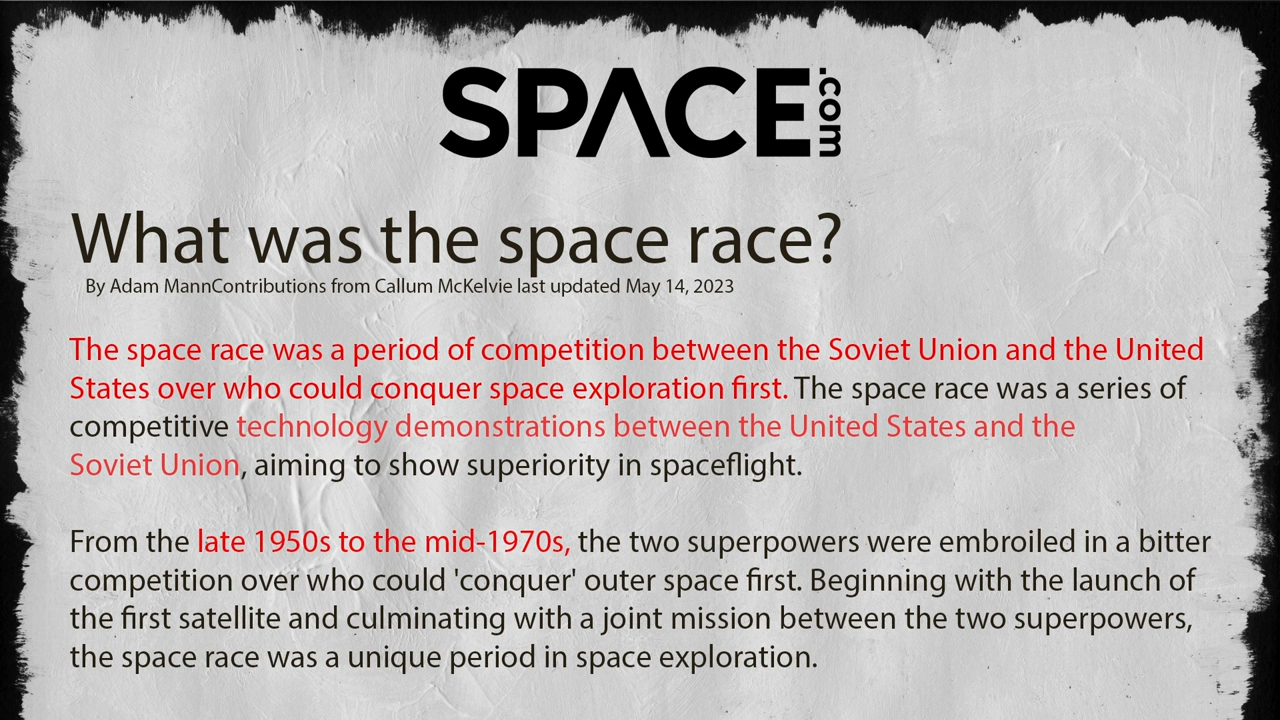 SPACE.com
What was the space race?
By Adam MannContributions from Callum McKelvie last updated May 14, 2023
The space race was a period of competition between the Soviet Union and the United
States over who could conquer space exploration first. The space race was a series of
competitive technology demonstrations between the United States and the
Soviet Union, aiming to show superiority in spaceflight.
From the late 1950s to the mid-1970s, the two superpowers were embroiled in a bitter
competition over who could 'conquer' outer space first. Beginning with the launch of
the first satellite and culminating with a joint mission between the two superpowers,
the space race was a unique period in space exploration.